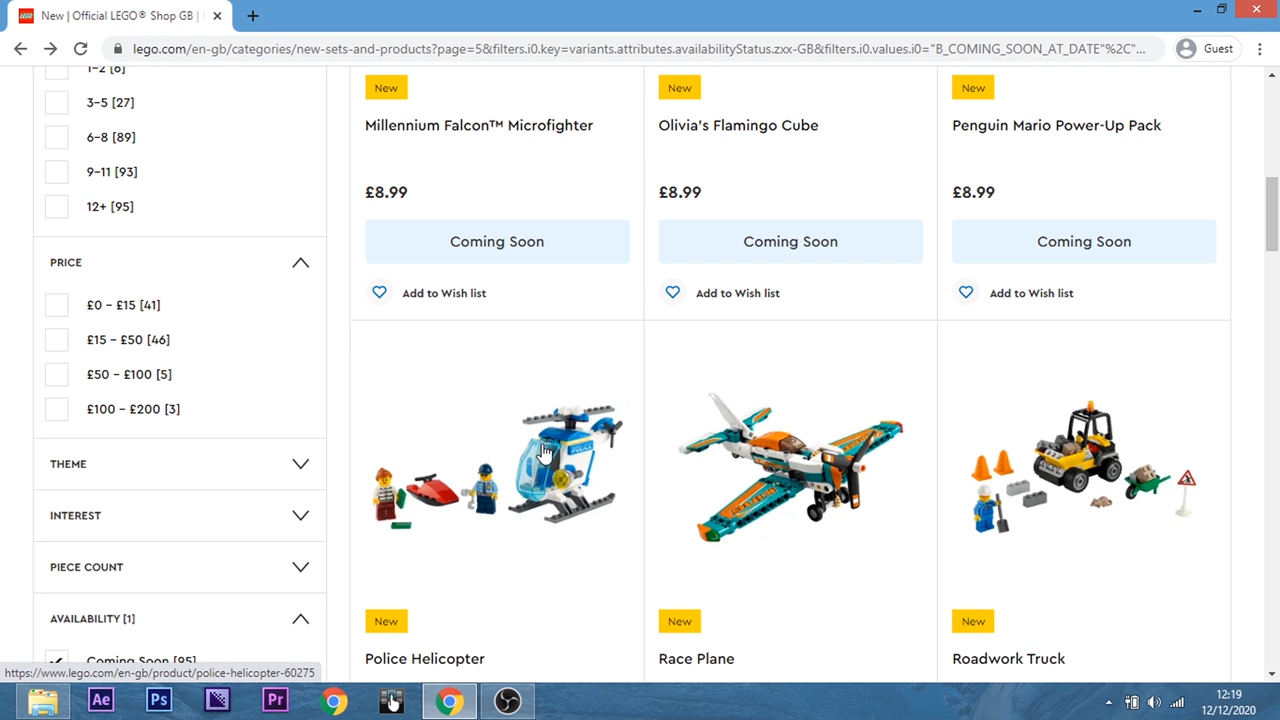 New | Official LEGO® Shop GB |
lego.com/en-gb/categories/new-sets-and-products?page=5&filters.i0.key=variants.attributes.availabilityStatus.zxx-GB&filters.i0.values.i0="B_COMING_SOON_AT_DATE"%2C"...
Guest
1-2 [6]
3-5 [27]
6-8 [89]
9-11 [93]
12+ [95]
PRICE
£0 - £15 [41]
£15 - £50 [46]
£50 - £100 [5]
£100 - £200 [3]
THEME
INTEREST
PIECE COUNT
AVAILABILITY [1]
Coming Soon [95]
New
New
New
Millennium Falcon™ Microfighter
Olivia's Flamingo Cube
Penguin Mario Power-Up Pack
£8.99
£8.99
£8.99
Coming Soon
Coming Soon
Coming Soon
Add to Wish list
Add to Wish list
Add to Wish list
POLICE
New
New
New
Police Helicopter
Race Plane
Roadwork Truck
https://www.lego.com/en-gb/product/police-helicopter-60275
Ae
Ps
Pr
12:19
12/12/2020